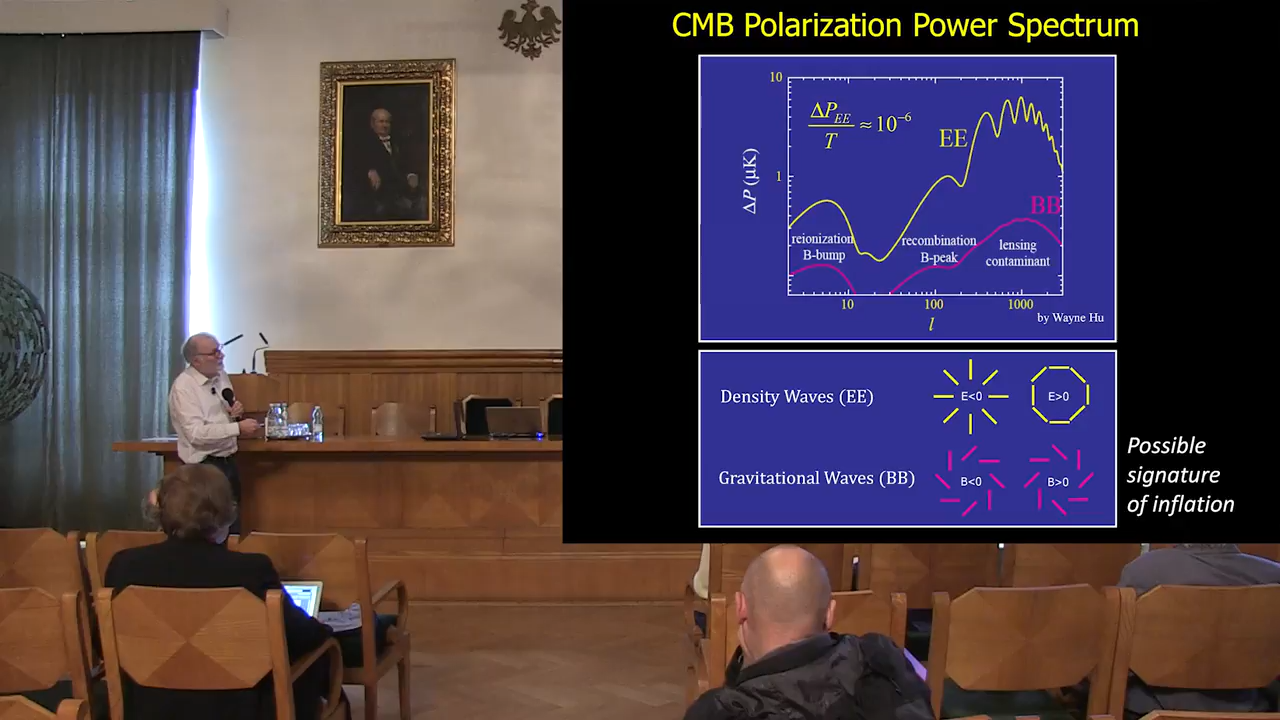 CMB Polarization Power Spectrum
10
ΔP_EE / T ≈ 10⁻⁶
EE
ΔP (μK)
1
BB
reionization
B-bump
recombination
B-peak
lensing
contaminant
10
100
1000
l
by Wayne Hu
Density Waves (EE)
E<0
E>0
Gravitational Waves (BB)
B<0
B>0
Possible
signature
of inflation